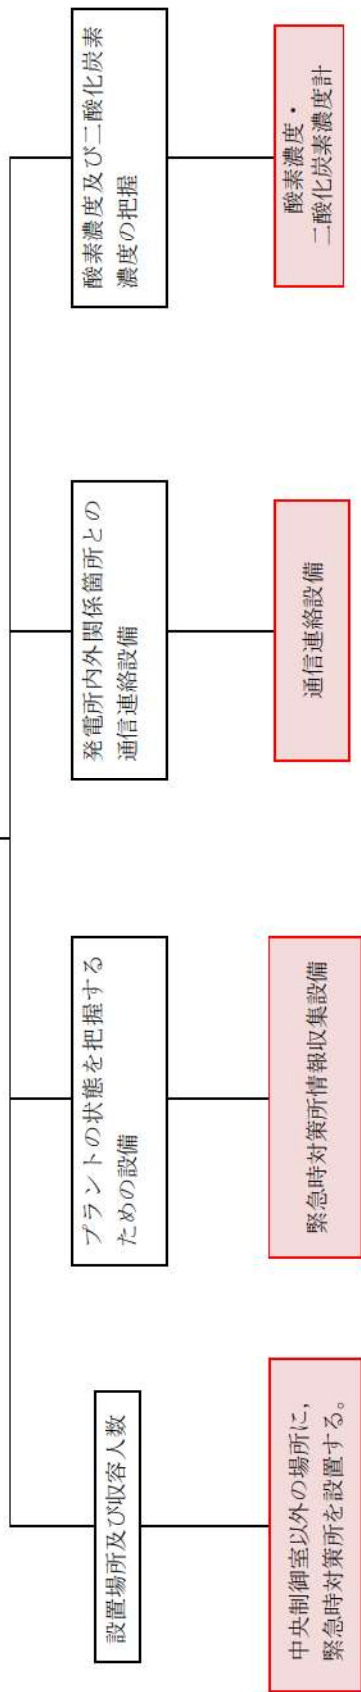 設置場所及び収容人数
プラントの状態を把握する
ための設備
発電所内外関係箇所との
通信連絡設備
酸素濃度及び二酸化炭素
濃度の把握
中央制御室以外の場所に,
緊急時対策所を設置する。
緊急時対策所情報収集設備
通信連絡設備
酸素濃度・
二酸化炭素濃度計